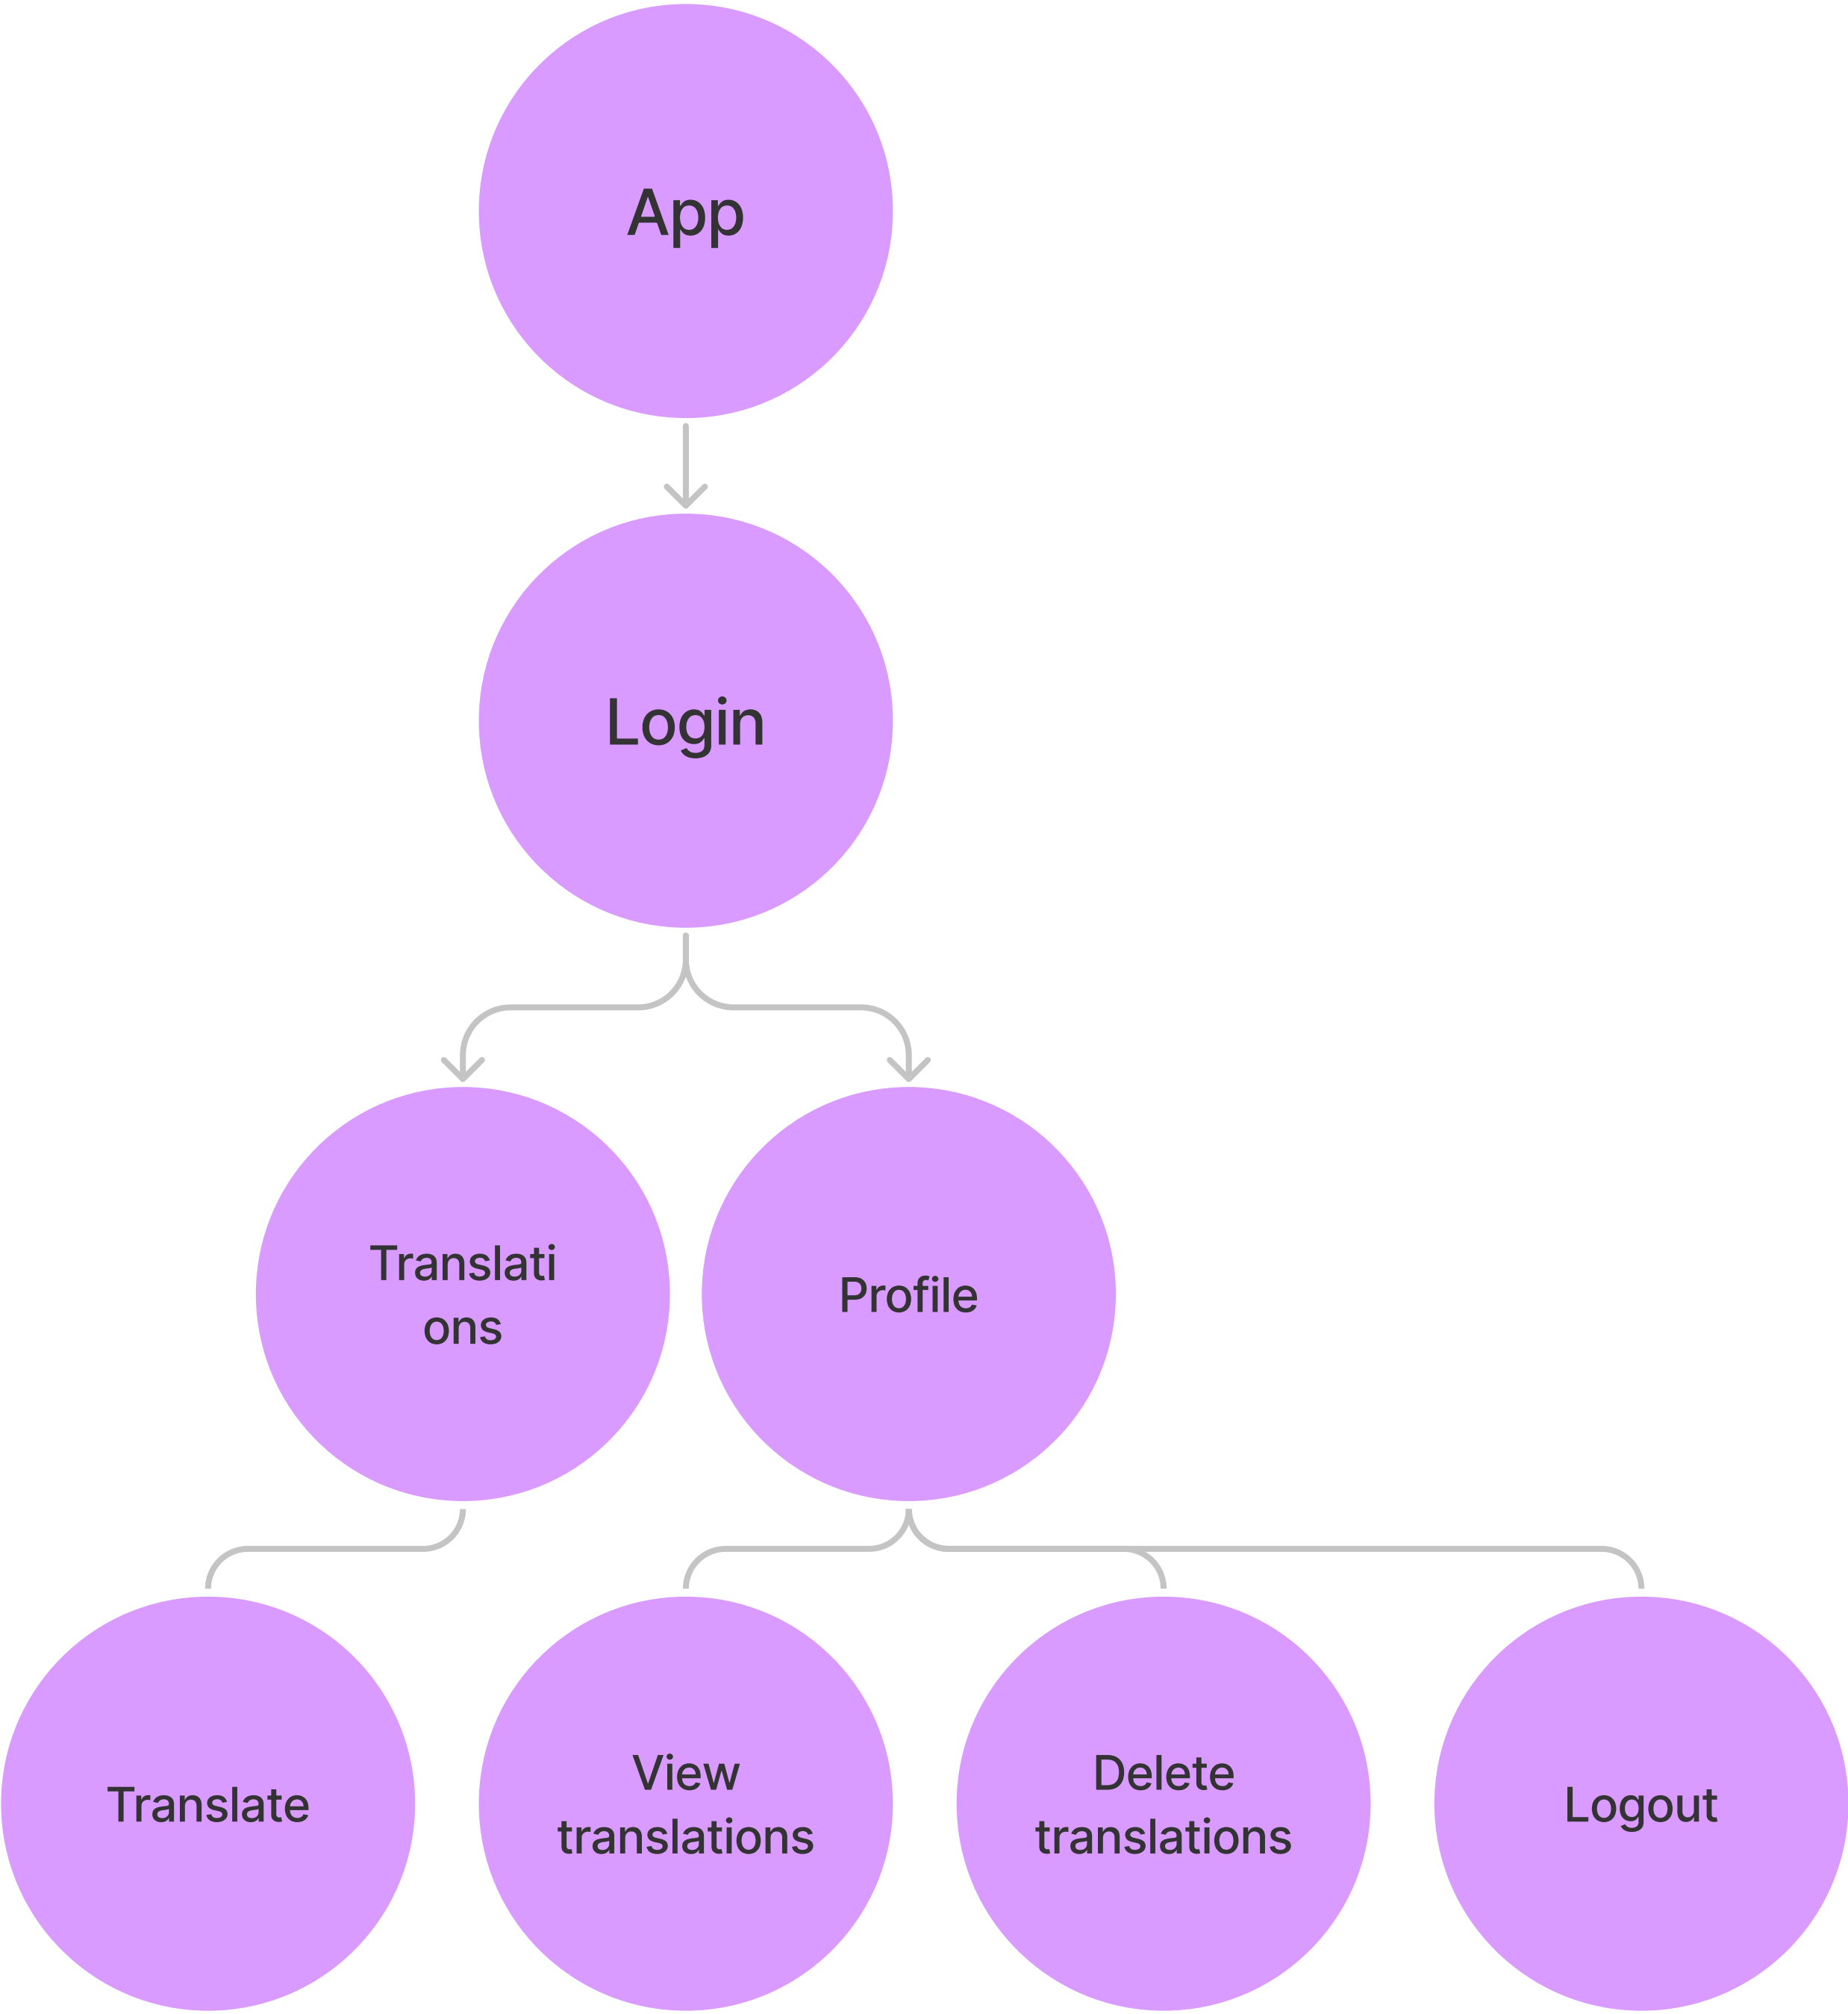 App
Login
Translati
ons
Profile
Translate
View
translations
Delete
translations
Logout